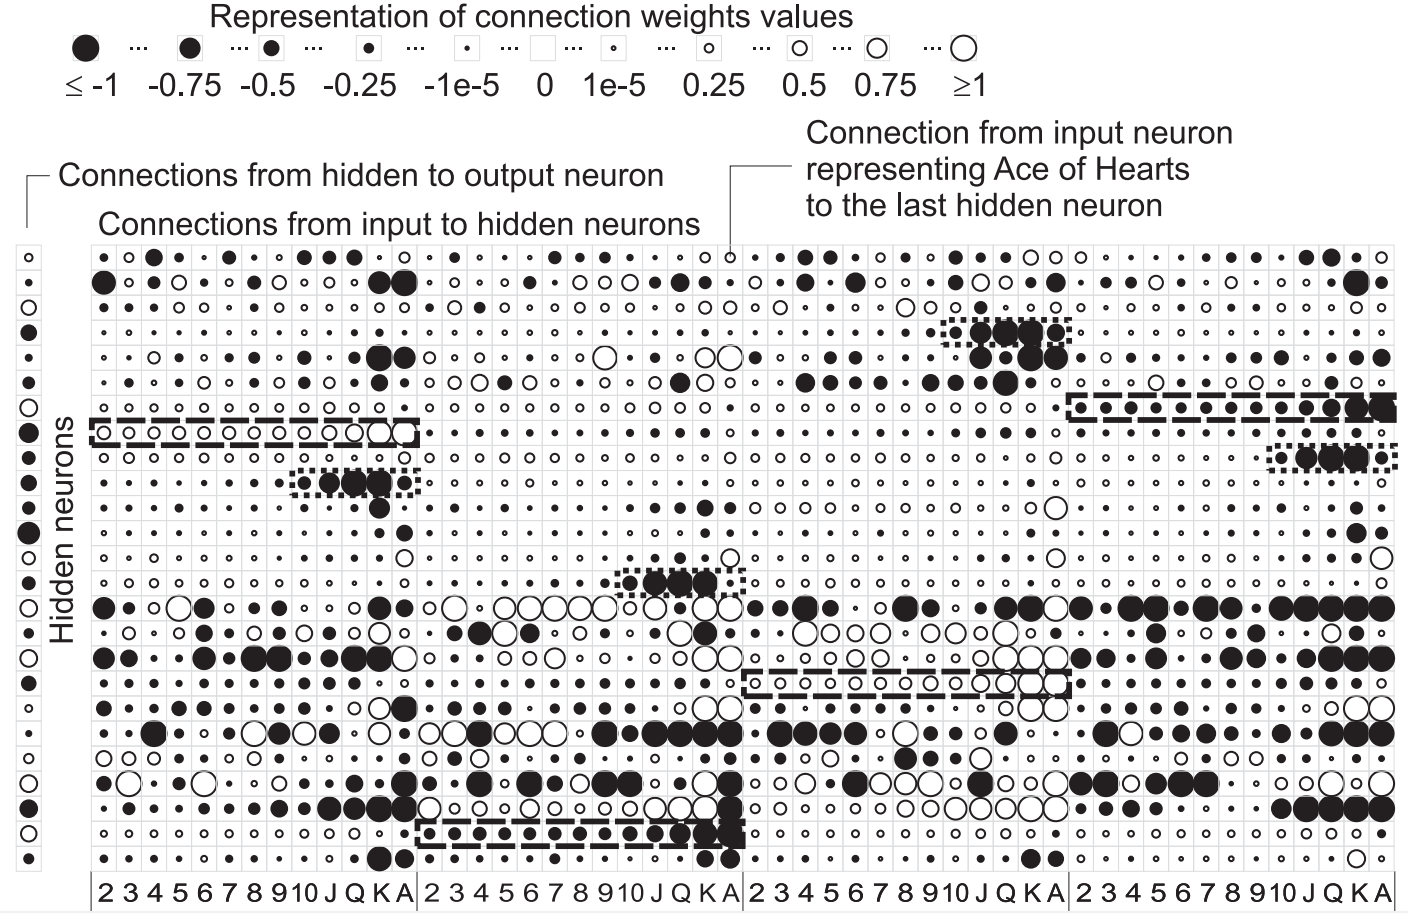 Representation of connection weights values
... ... ... ... ... ... ... ... ... ...
≤ -1 -0.75 -0.5 -0.25 -1e-5 0 1e-5 0.25 0.5 0.75 ≥1
Connection from input neuron
representing Ace of Hearts
to the last hidden neuron
Connections from hidden to output neuron
Connections from input to hidden neurons
Hidden neurons
2 3 4 5 6 7 8 9 10 J Q K A 2 3 4 5 6 7 8 9 10 J Q K A 2 3 4 5 6 7 8 9 10 J Q K A 2 3 4 5 6 7 8 9 10 J Q K A